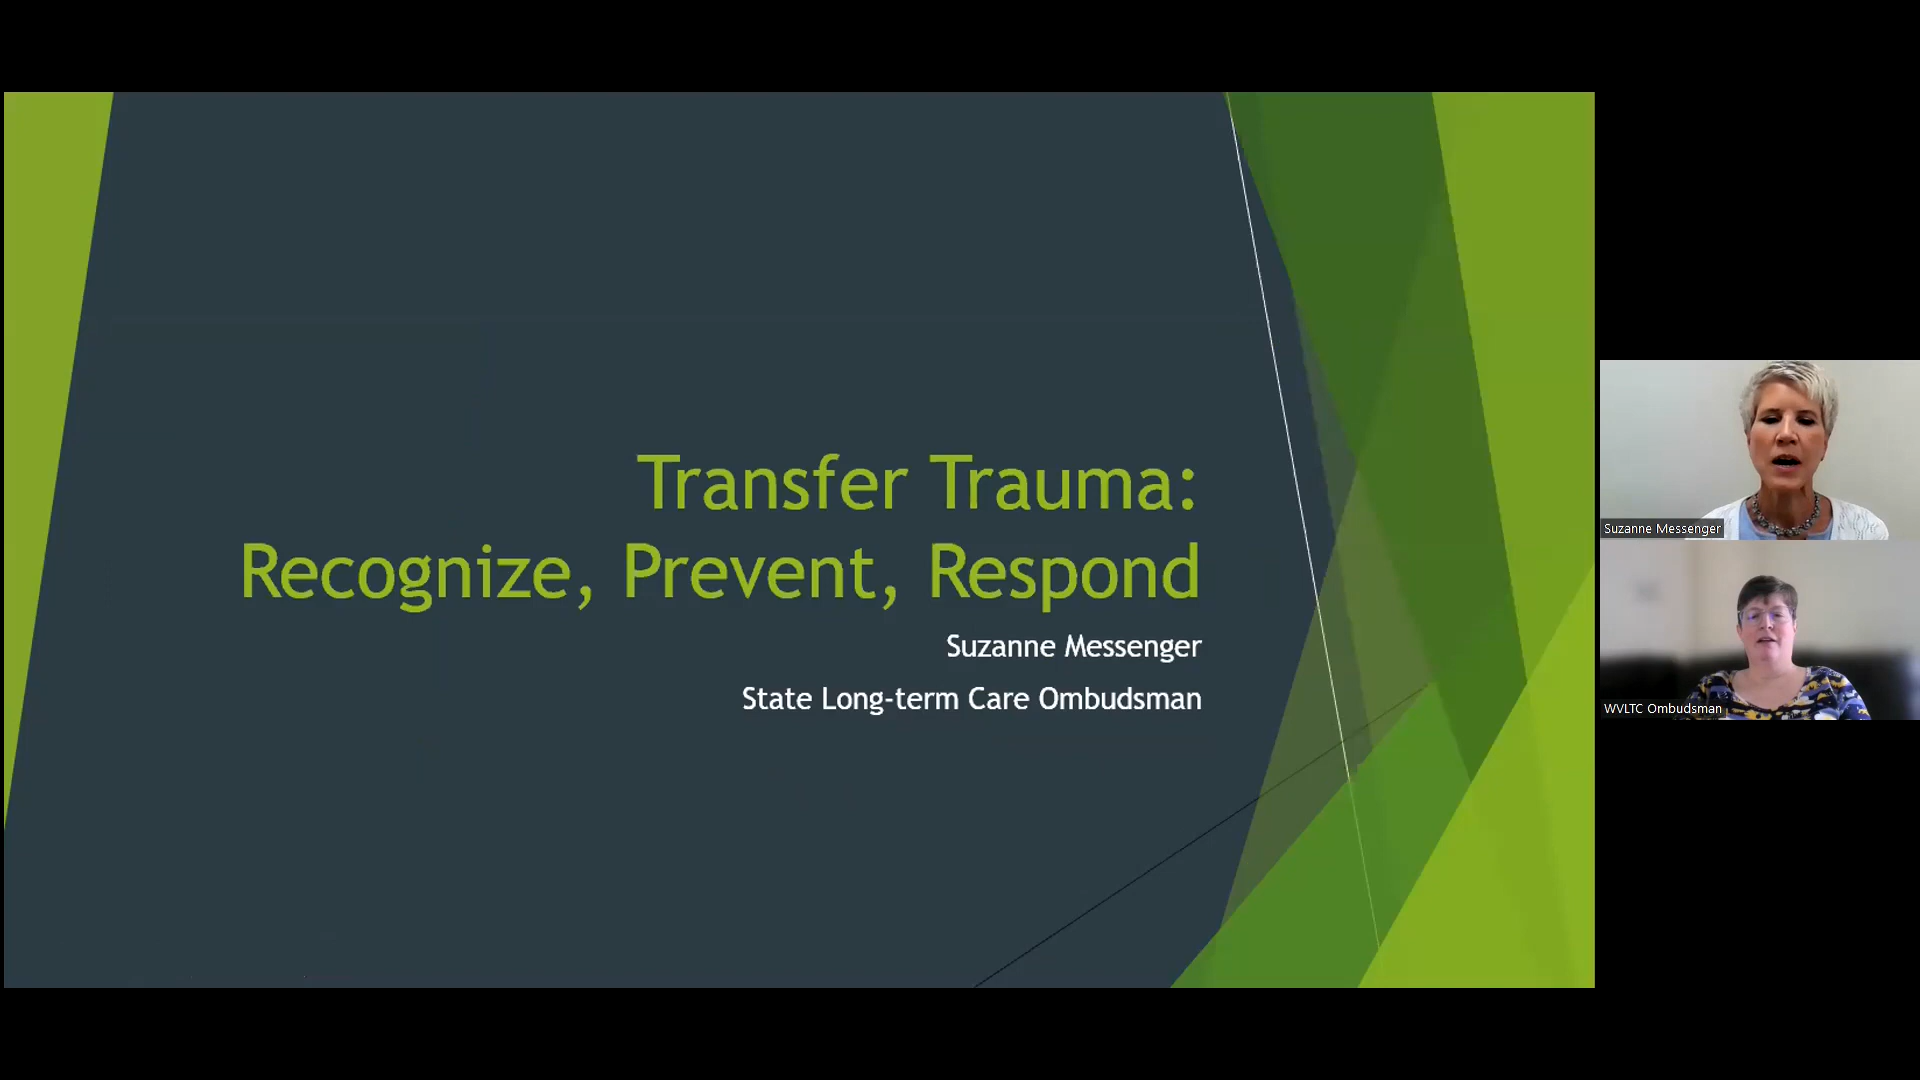 Transfer Trauma:
Recognize, Prevent, Respond
Suzanne Messenger
State Long-term Care Ombudsman
Suzanne Messenger
WVLTC Ombudsman